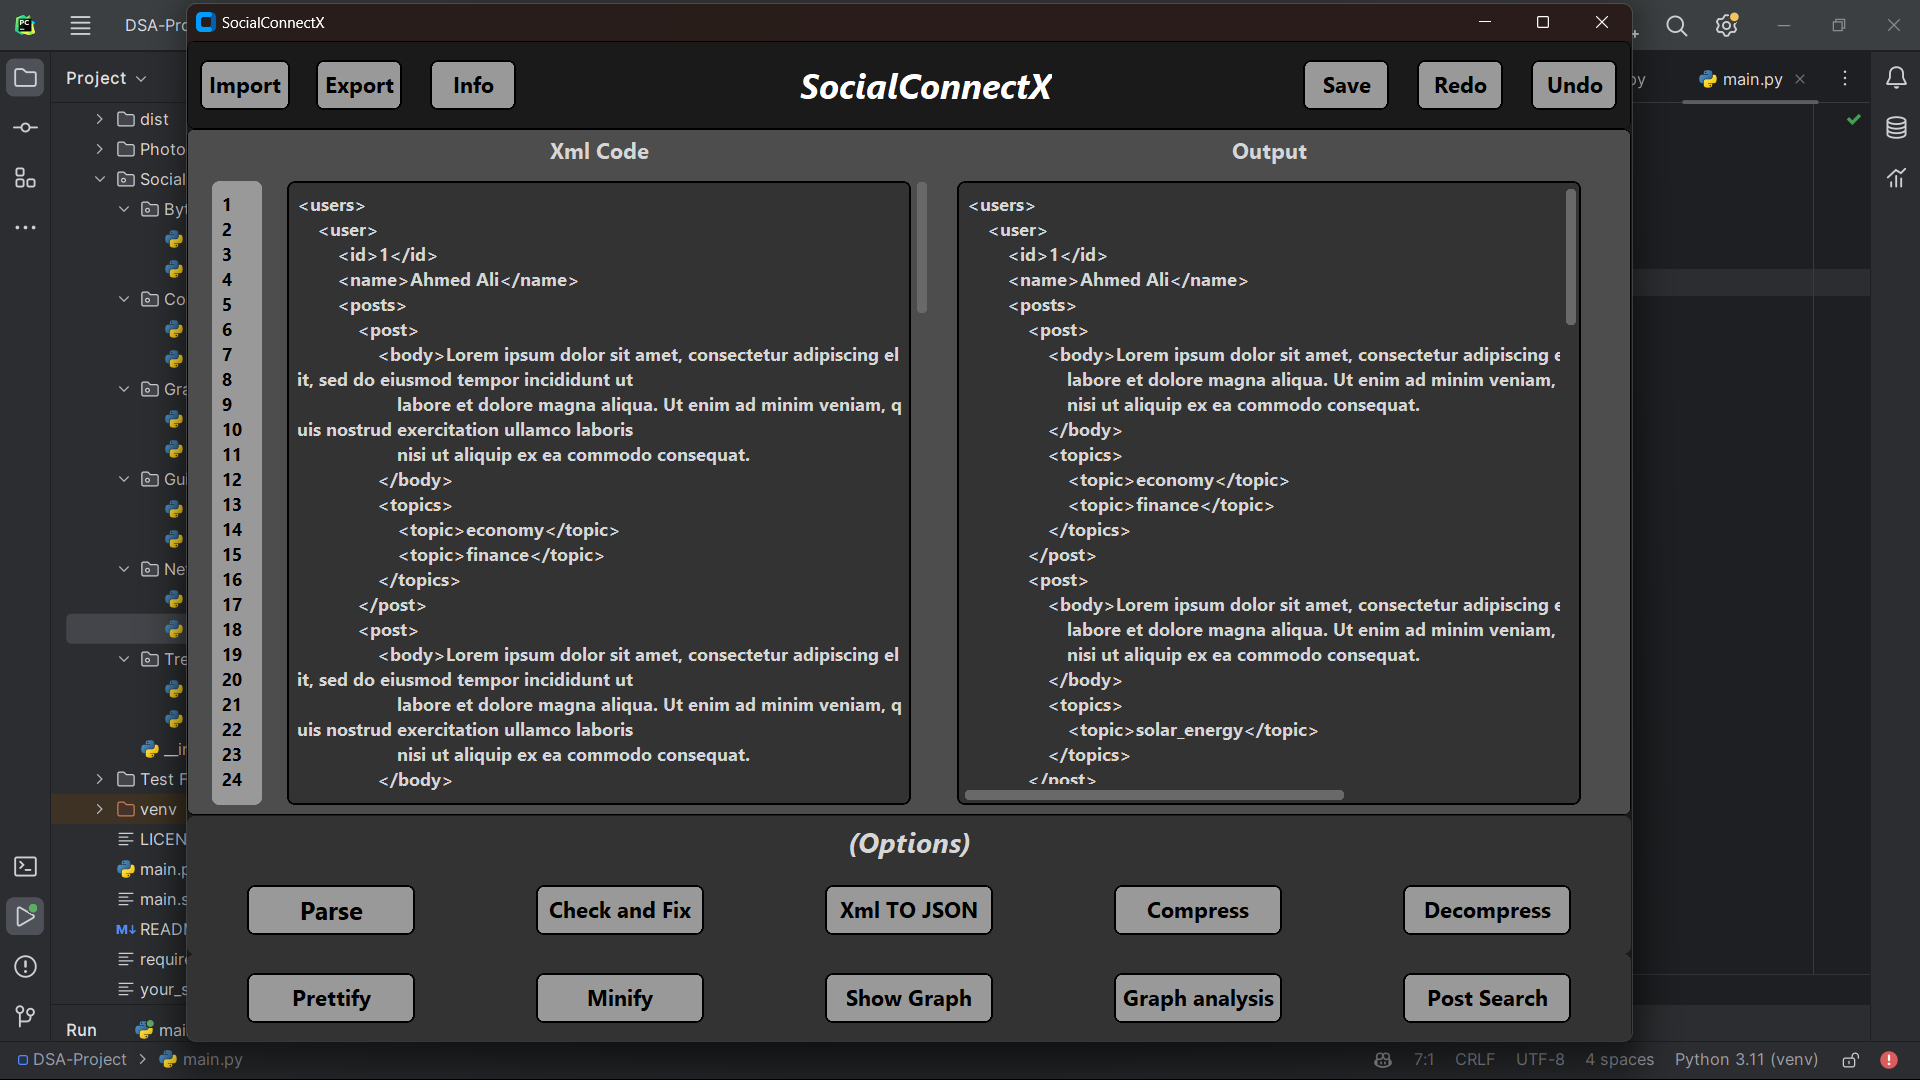 DSA-Pro
SocialConnectX
Project
Import
Export
Info
SocialConnectX
Save
Redo
Undo
py
main.py
dist
Photo
Social
By
Co
Gra
Gu
Ne
Tre
__i
Test F
venv
LICEN
main.p
main.s
M↓ READ
requir
your_s
Xml Code
1
2
3
4
5
6
7
8
9
10
11
12
13
14
15
16
17
18
19
20
21
22
23
24
<users>
<user>
<id>1</id>
<name>Ahmed Ali</name>
<posts>
<post>
<body>Lorem ipsum dolor sit amet, consectetur adipiscing el
it, sed do eiusmod tempor incididunt ut
labore et dolore magna aliqua. Ut enim ad minim veniam, q
uis nostrud exercitation ullamco laboris
nisi ut aliquip ex ea commodo consequat.
</body>
<topics>
<topic>economy</topic>
<topic>finance</topic>
</topics>
</post>
<post>
<body>Lorem ipsum dolor sit amet, consectetur adipiscing el
it, sed do eiusmod tempor incididunt ut
labore et dolore magna aliqua. Ut enim ad minim veniam, q
uis nostrud exercitation ullamco laboris
nisi ut aliquip ex ea commodo consequat.
</body>
Output
<users>
<user>
<id>1</id>
<name>Ahmed Ali</name>
<posts>
<post>
<body>Lorem ipsum dolor sit amet, consectetur adipiscing e
labore et dolore magna aliqua. Ut enim ad minim veniam,
nisi ut aliquip ex ea commodo consequat.
</body>
<topics>
<topic>economy</topic>
<topic>finance</topic>
</topics>
</post>
<post>
<body>Lorem ipsum dolor sit amet, consectetur adipiscing e
labore et dolore magna aliqua. Ut enim ad minim veniam,
nisi ut aliquip ex ea commodo consequat.
</body>
<topics>
<topic>solar_energy</topic>
</topics>
</post>
(Options)
Parse
Check and Fix
Xml TO JSON
Compress
Decompress
Prettify
Minify
Show Graph
Graph analysis
Post Search
Run
mai
DSA-Project
main.py
7:1
CRLF
UTF-8
4 spaces
Python 3.11 (venv)